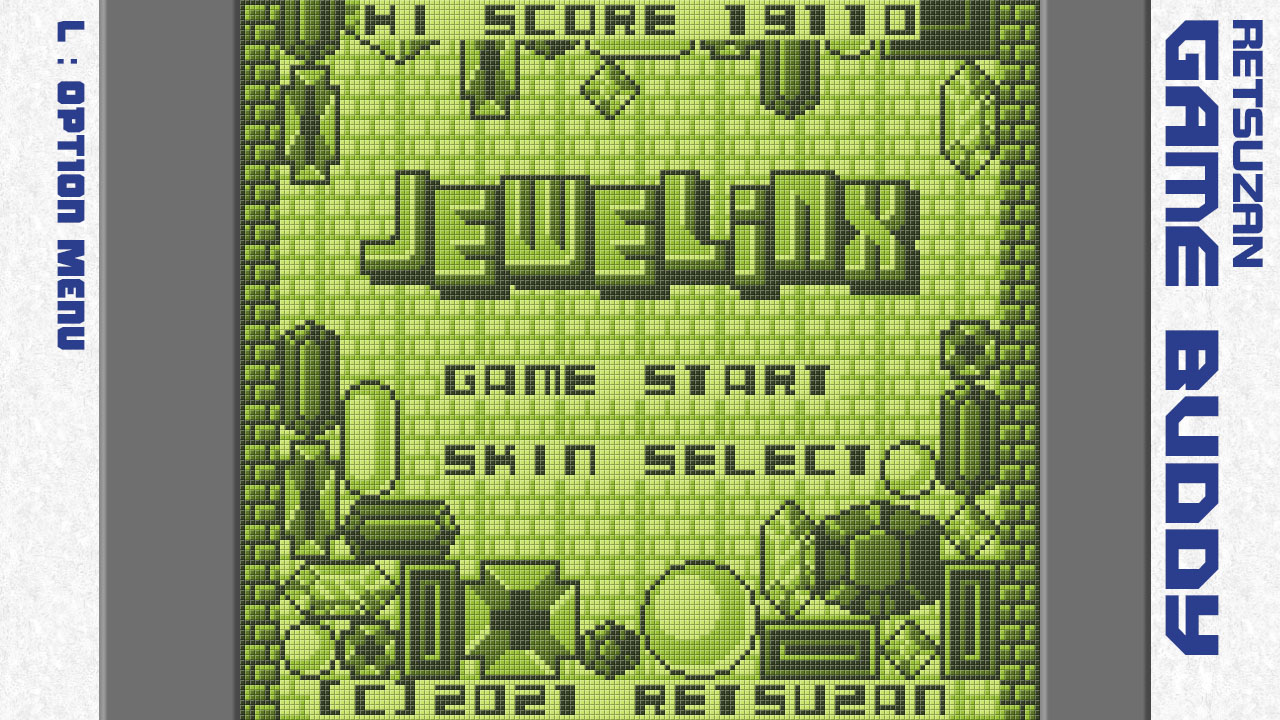 HI SCORE 19110
JEWELINX
GAME START
SKIN SELECT
(C)2021 RETSUZAN
L : OPTION MENU
RETSUZAN
GAME BUDDY